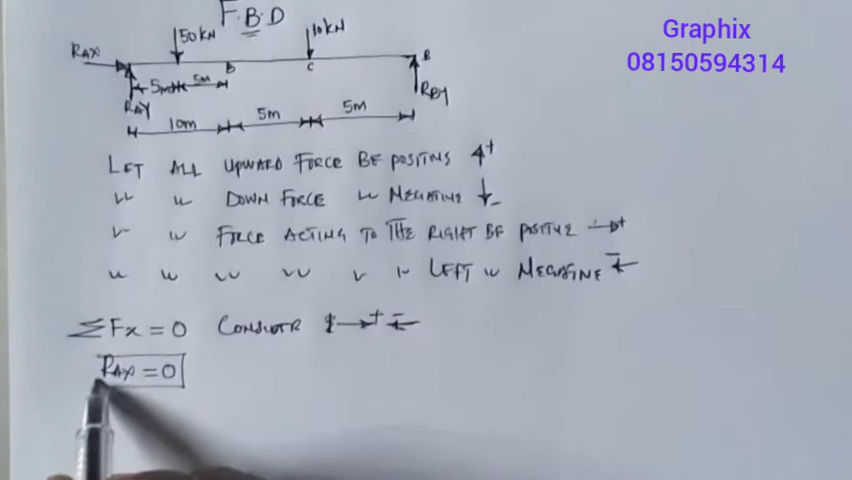 Graphix
08150594314
F.B.D
50KN
10KN
RAX
B
C
B
5m
5m
RAY
RBY
10m
5m
5m
LET ALL UPWARD FORCE BE POSITIVE +
〃 〃 DOWN FORCE 〃 NEGATIVE -
〃 〃 FORCE ACTING TO THE RIGHT BE POSITIVE → +
〃 〃 〃 〃 〃 〃 LEFT 〃 NEGATIVE - ←
ΣFx = 0 CONSIDER → + - ←
RAX = 0